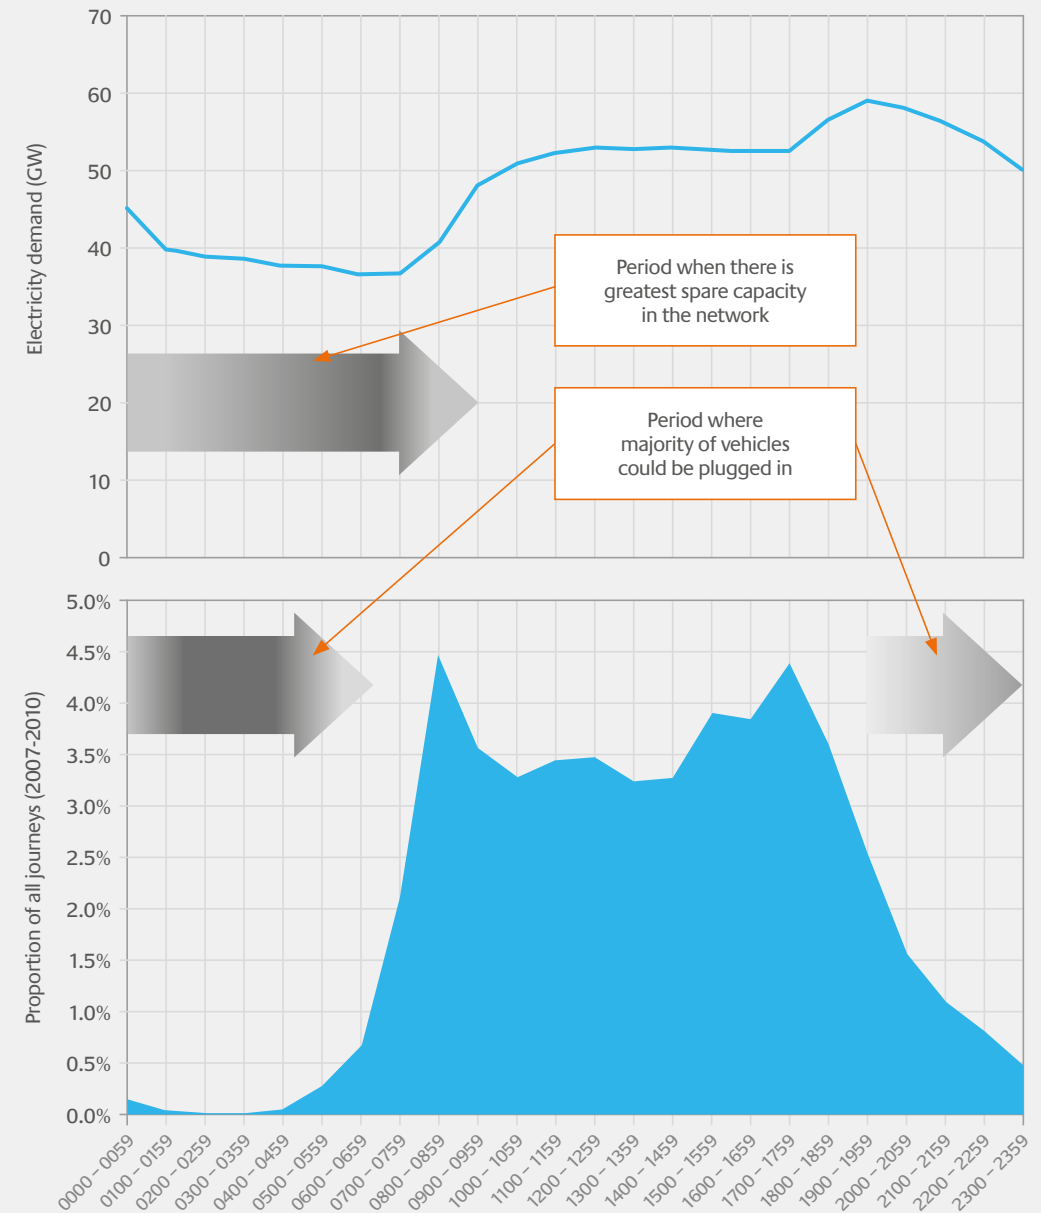 70
60
50
40
30
20
10
0
Electricity demand (GW)
Period when there is
greatest spare capacity
in the network
Period where
majority of vehicles
could be plugged in
5.0%
4.5%
4.0%
3.5%
3.0%
2.5%
2.0%
1.5%
1.0%
0.5%
0.0%
Proportion of all journeys (2007-2010)
0000 – 0059
0100 – 0159
0200 – 0259
0300 – 0359
0400 – 0459
0500 – 0559
0600 – 0659
0700 – 0759
0800 – 0859
0900 – 0959
1000 – 1059
1100 – 1159
1200 – 1259
1300 – 1359
1400 – 1459
1500 – 1559
1600 – 1659
1700 – 1759
1800 – 1859
1900 – 1959
2000 – 2059
2100 – 2159
2200 – 2259
2300 – 2359